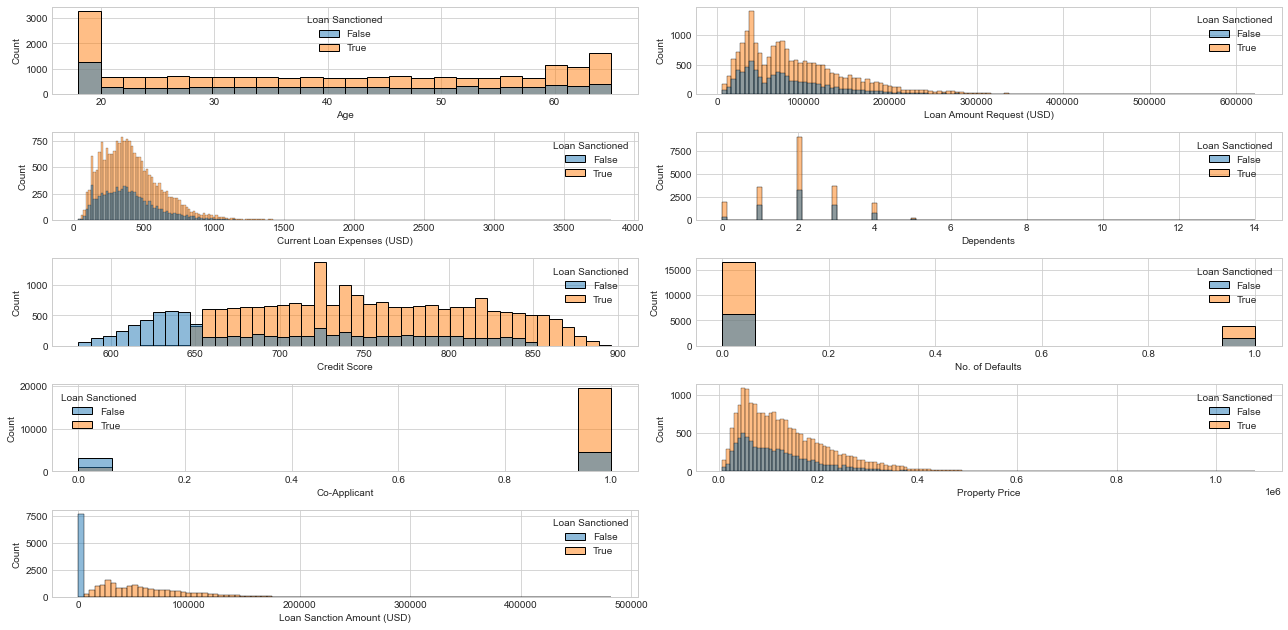 Loan Sanctioned
False
True
Count
3000
2000
1000
0
20 30 40 50 60
Age
Loan Sanctioned
False
True
Count
1000
500
0
0 100000 200000 300000 400000 500000 600000
Loan Amount Request (USD)
Loan Sanctioned
False
True
Count
750
500
250
0
0 500 1000 1500 2000 2500 3000 3500 4000
Current Loan Expenses (USD)
Loan Sanctioned
False
True
Count
7500
5000
2500
0
0 2 4 6 8 10 12 14
Dependents
Loan Sanctioned
False
True
Count
1000
500
0
600 650 700 750 800 850 900
Credit Score
Loan Sanctioned
False
True
Count
15000
10000
5000
0
0.0 0.2 0.4 0.6 0.8 1.0
No. of Defaults
Loan Sanctioned
False
True
Count
20000
10000
0
0.0 0.2 0.4 0.6 0.8 1.0
Co-Applicant
Loan Sanctioned
False
True
Count
1000
500
0
0.0 0.2 0.4 0.6 0.8 1.0
1e6
Property Price
Loan Sanctioned
False
True
Count
7500
5000
2500
0
0 100000 200000 300000 400000 500000
Loan Sanction Amount (USD)